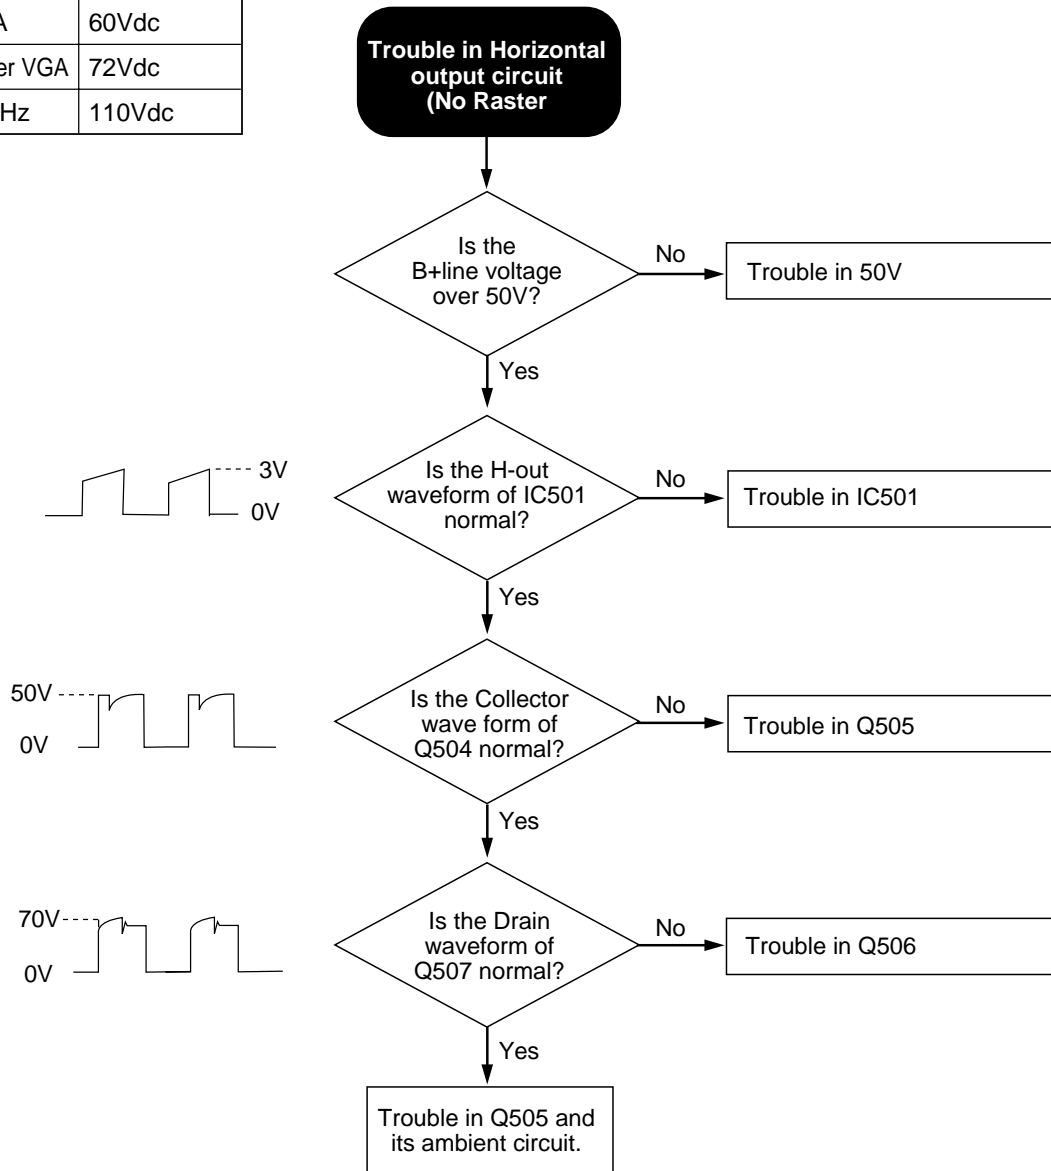 A 60Vdc
er VGA 72Vdc
Hz 110Vdc
Trouble in Horizontal
output circuit
(No Raster
Is the
B+line voltage
over 50V?
No
Trouble in 50V
Yes
3V
0V
Is the H-out
waveform of IC501
normal?
No
Trouble in IC501
Yes
50V
0V
Is the Collector
wave form of
Q504 normal?
No
Trouble in Q505
Yes
70V
0V
Is the Drain
waveform of
Q507 normal?
No
Trouble in Q506
Yes
Trouble in Q505 and
its ambient circuit.